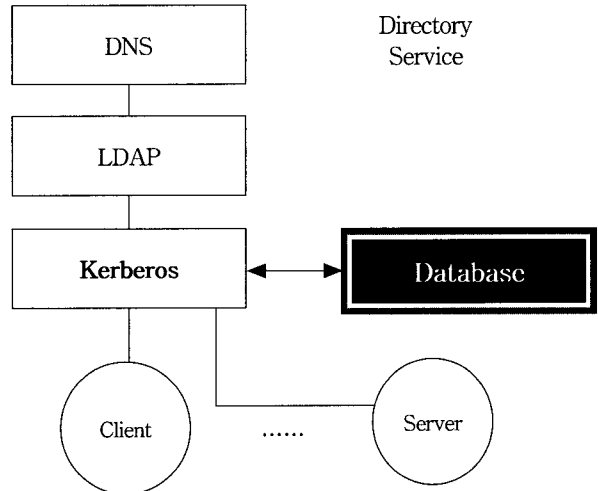 DNS
Directory
Service
LDAP
Kerberos
Database
Client
......
Server